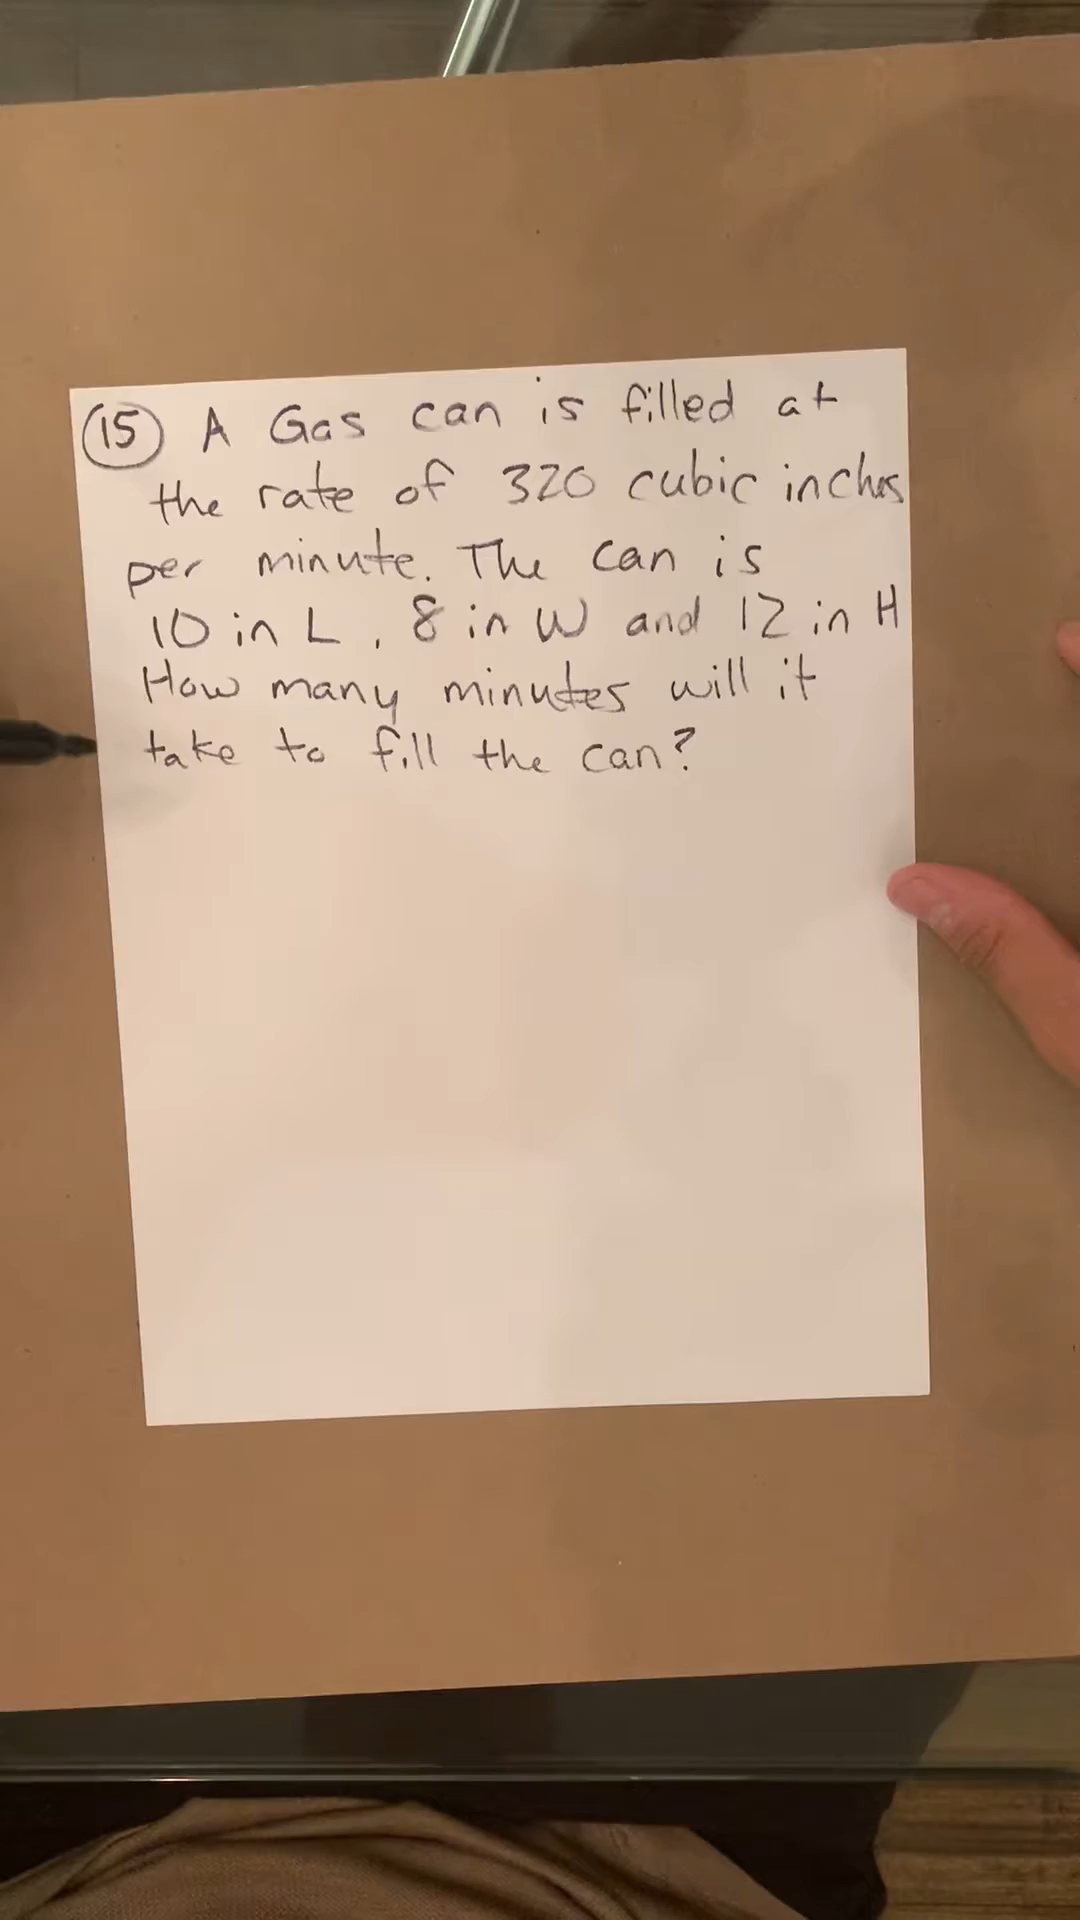 15 A Gas can is filled at
the rate of 320 cubic inches
per minute. The can is
10 in L, 8 in W and 12 in H
How many minutes will it
take to fill the can?